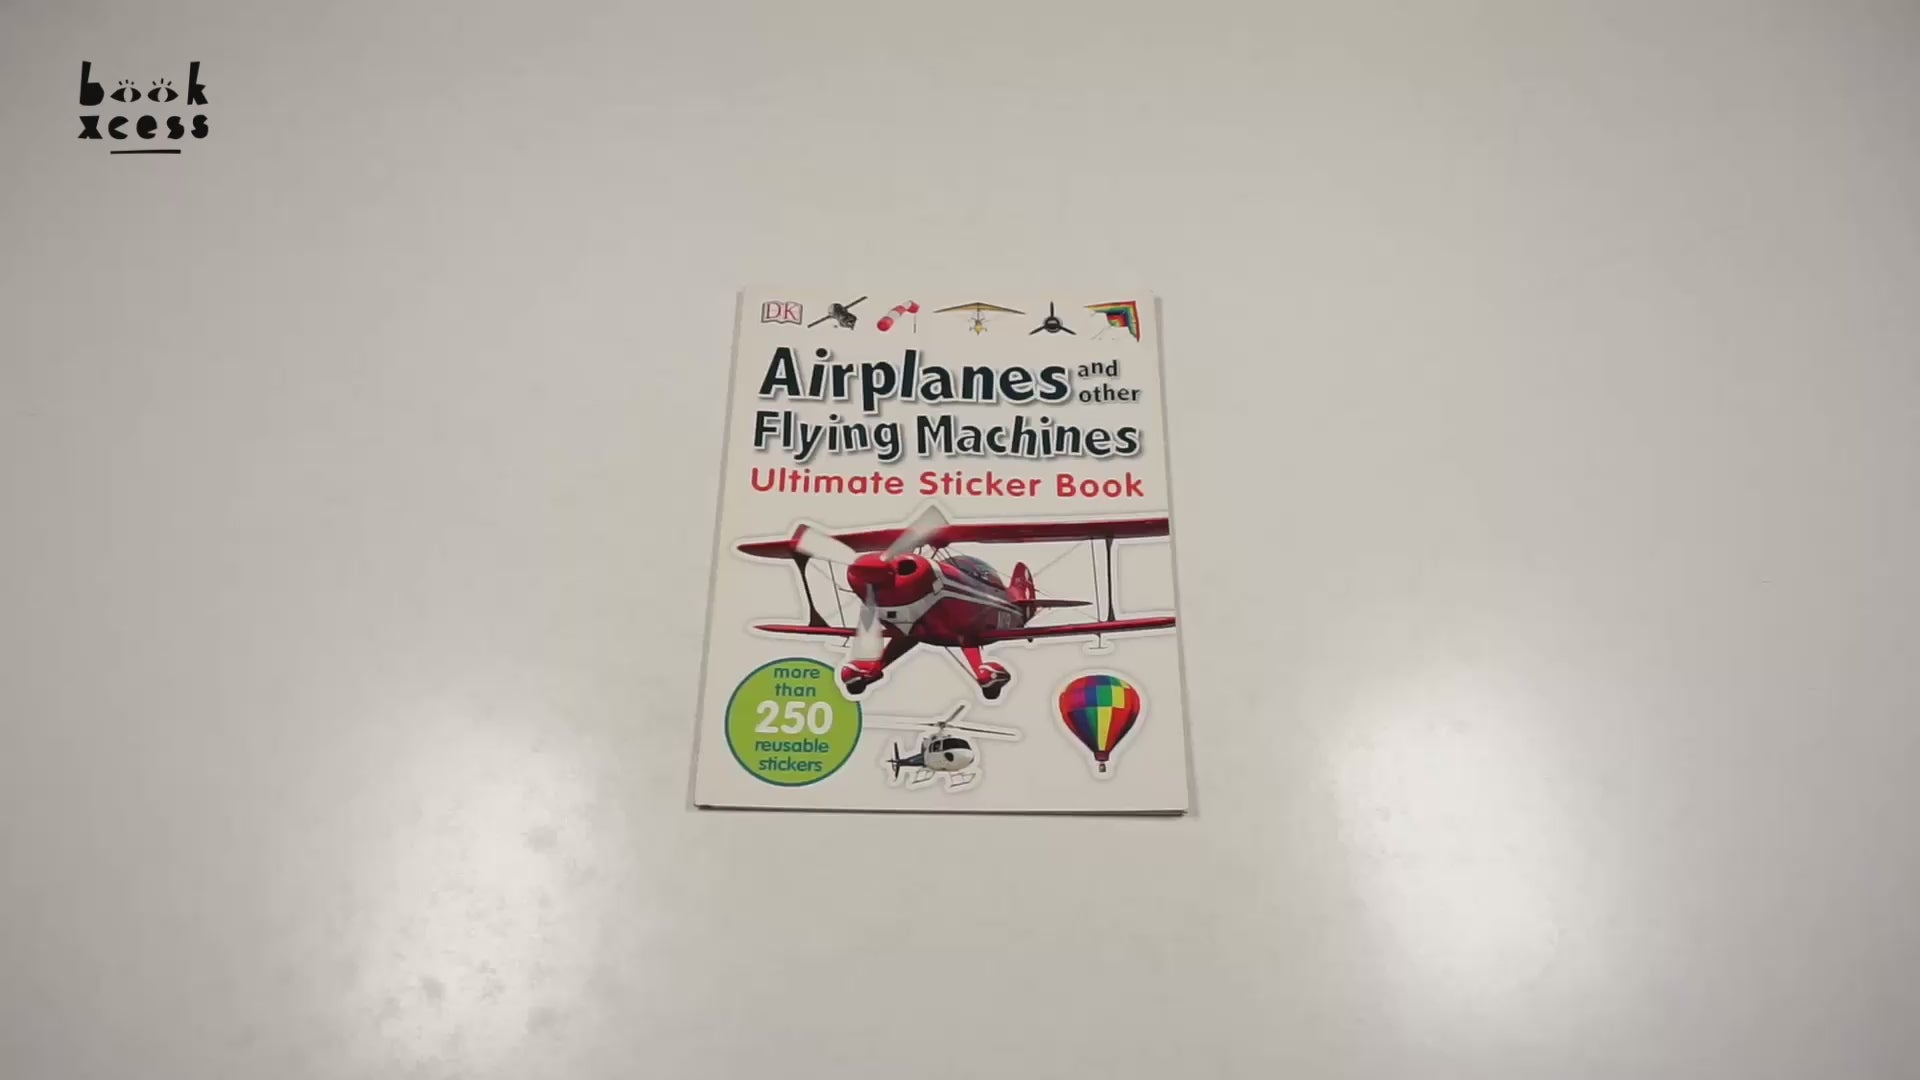 book
xcess
DK
Airplanes and other
Flying Machines
Ultimate Sticker Book
more
than
250
reusable
stickers